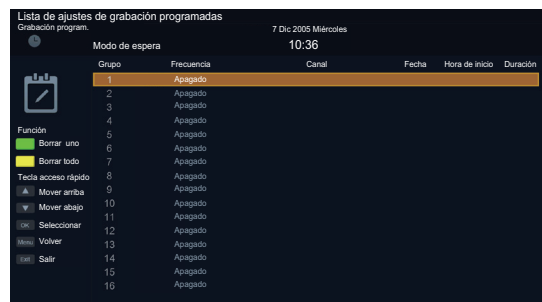 Lista de ajustes de grabación programadas
Grabación program.
7 Dic 2005 Miércoles
Modo de espera
10:36
Grupo Frecuencia Canal Fecha Hora de inicio Duración
1 Apagado
2 Apagado
3 Apagado
4 Apagado
5 Apagado
6 Apagado
7 Apagado
8 Apagado
9 Apagado
10 Apagado
11 Apagado
12 Apagado
13 Apagado
14 Apagado
15 Apagado
16 Apagado
Función
Borrar uno
Borrar todo
Tecla acceso rápido
Mover arriba
Mover abajo
OK Seleccionar
Menu Volver
Exit Salir